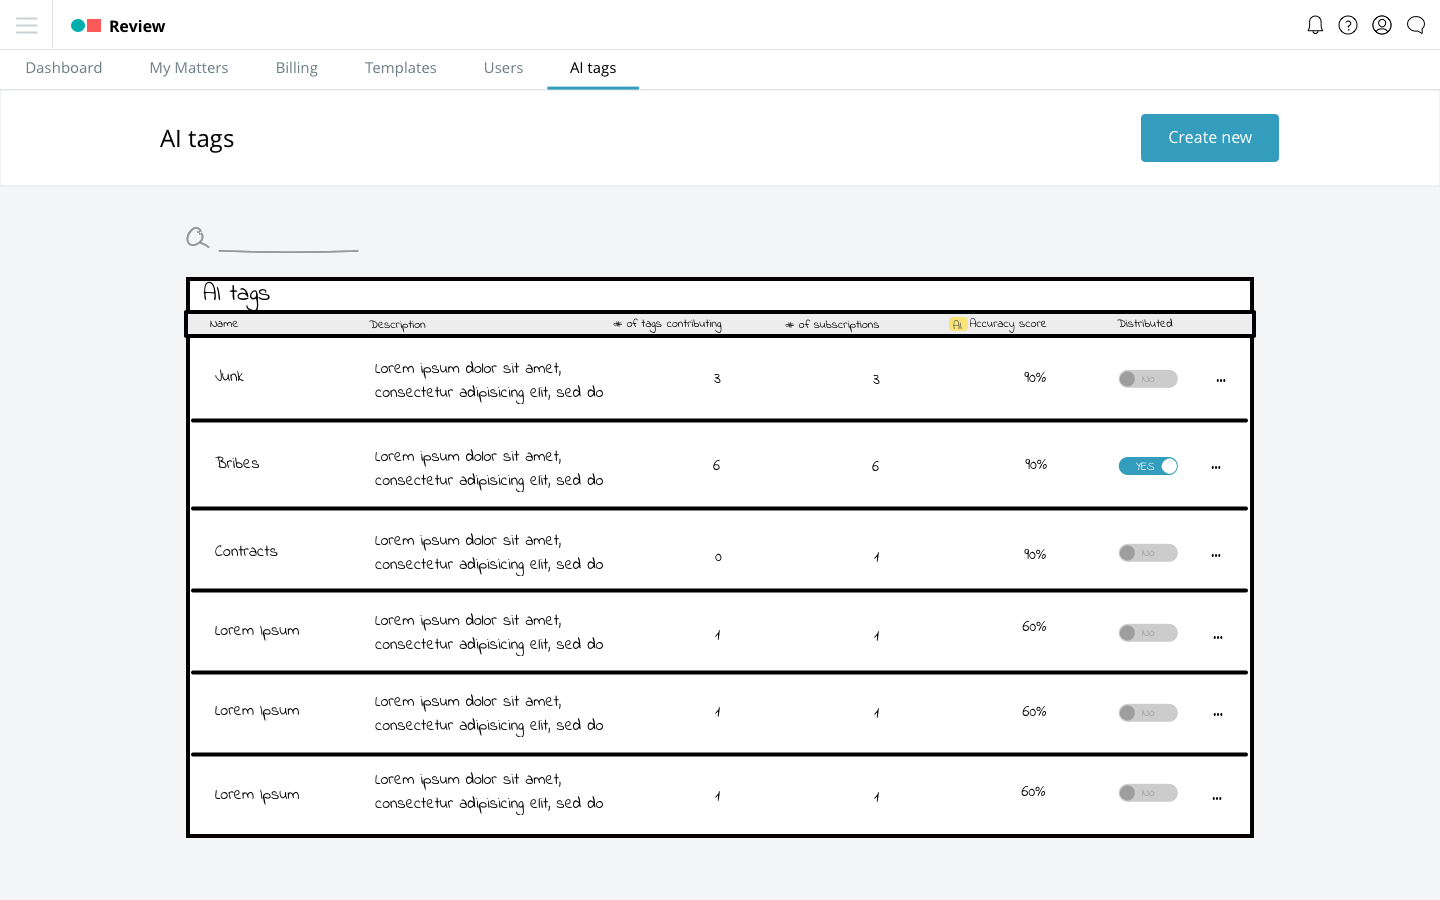 Review
Dashboard My Matters Billing Templates Users AI tags
AI tags
Create new
AI tags
Name Description # of tags contributing # of subscriptions AI Accuracy score Distributed
Junk
Lorem ipsum dolor sit amet,
consectetur adipisicing elit, sed do
3 3 90% No ...
Bribes
Lorem ipsum dolor sit amet,
consectetur adipisicing elit, sed do
6 6 90% YES ...
Contracts
Lorem ipsum dolor sit amet,
consectetur adipisicing elit, sed do
0 1 90% No ...
Lorem Ipsum
Lorem ipsum dolor sit amet,
consectetur adipisicing elit, sed do
1 1 60% No ...
Lorem Ipsum
Lorem ipsum dolor sit amet,
consectetur adipisicing elit, sed do
1 1 60% No ...
Lorem Ipsum
Lorem ipsum dolor sit amet,
consectetur adipisicing elit, sed do
1 1 60% No ...